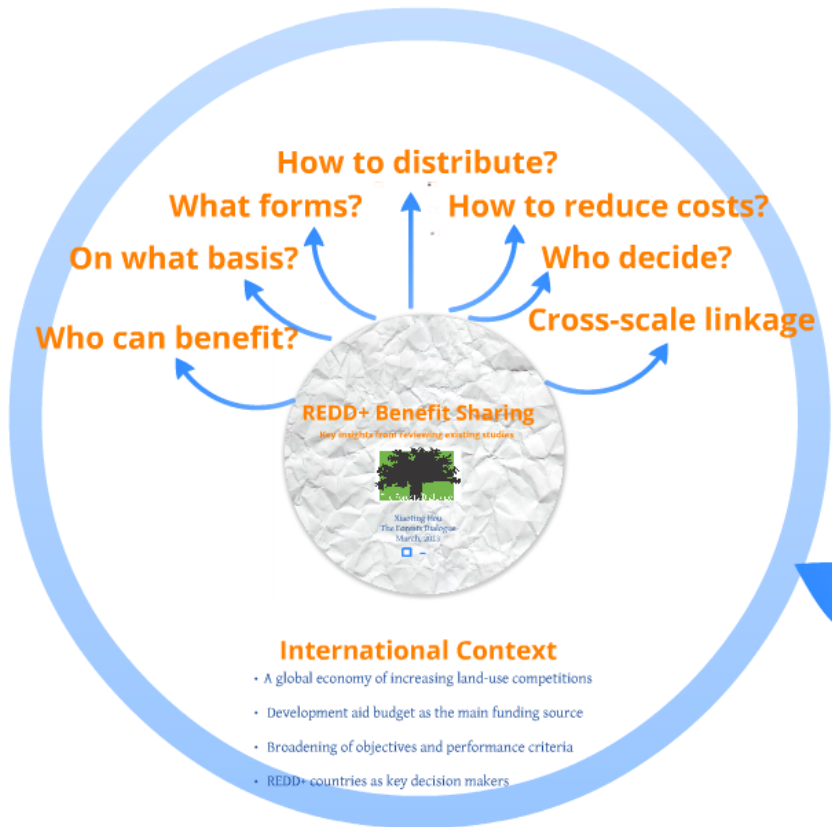 How to distribute?
What forms?
How to reduce costs?
On what basis?
Who decide?
Cross-scale linkage
Who can benefit?
REDD+ Benefit Sharing
Key insights from reviewing existing studies
Xiaoting Hou
The Forests Dialogue
March, 2013
International Context
• A global economy of increasing land-use competitions
• Development aid budget as the main funding source
• Broadening of objectives and performance criteria
• REDD+ countries as key decision makers